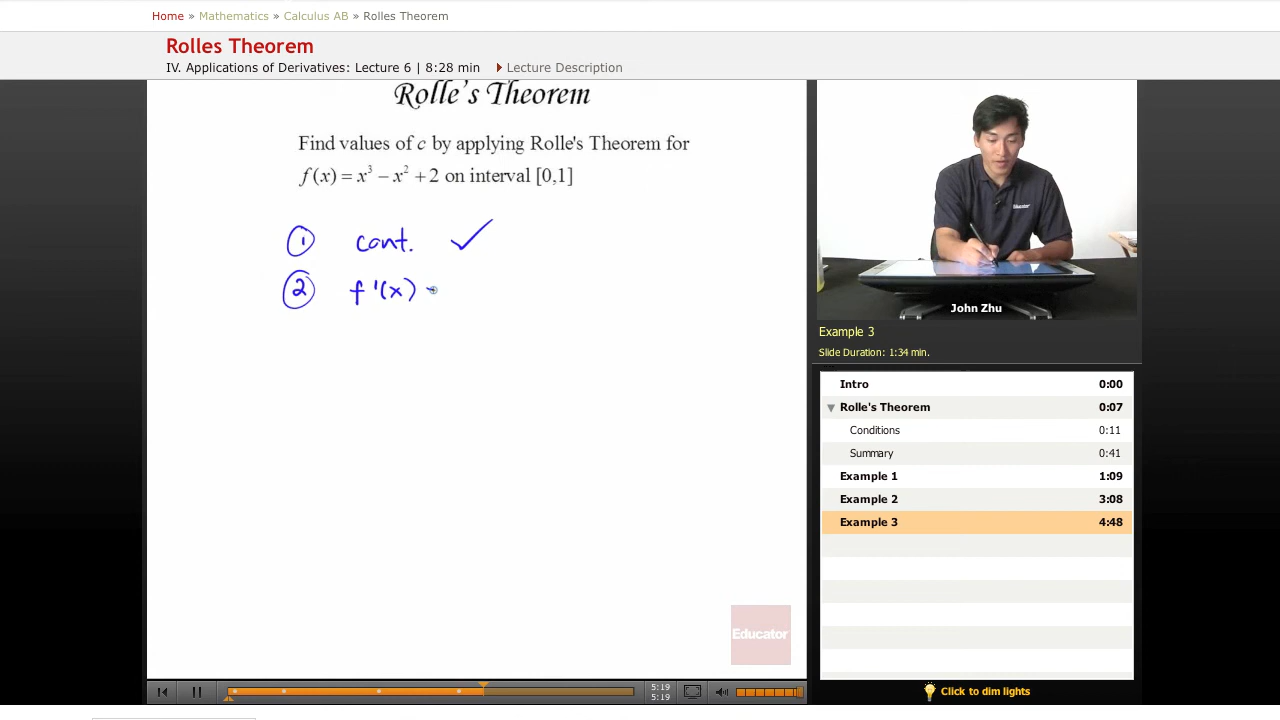 Home » Mathematics » Calculus AB » Rolles Theorem
Rolles Theorem
IV. Applications of Derivatives: Lecture 6 | 8:28 min Lecture Description
Rolle's Theorem
Find values of c by applying Rolle's Theorem for
f(x) = x³ − x² + 2 on interval [0,1]
① cont. ✓
② f'(x)
Educator
Educator
John Zhu
Example 3
Slide Duration: 1:34 min.
Intro 0:00
▼ Rolle's Theorem 0:07
Conditions 0:11
Summary 0:41
Example 1 1:09
Example 2 3:08
Example 3 4:48
5:19
5:19
Click to dim lights